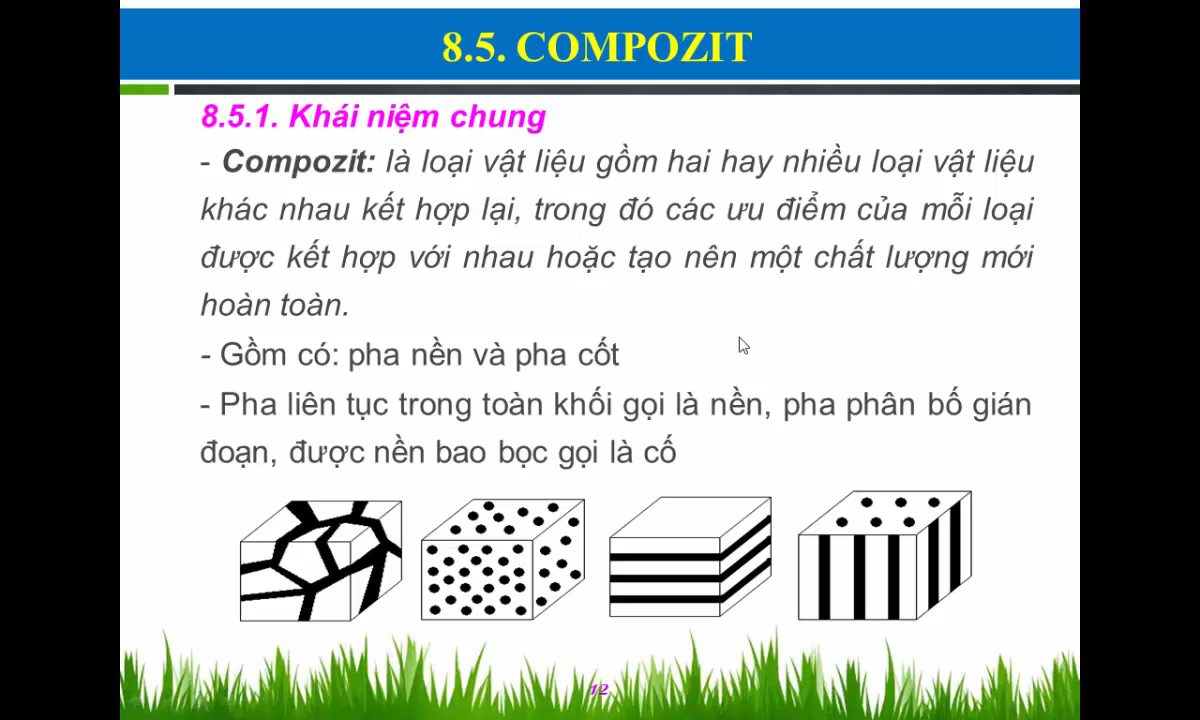 8.5. COMPOZIT
8.5.1. Khái niệm chung
- Compozit: là loại vật liệu gồm hai hay nhiều loại vật liệu
khác nhau kết hợp lại, trong đó các ưu điểm của mỗi loại
được kết hợp với nhau hoặc tạo nên một chất lượng mới
hoàn toàn.
- Gồm có: pha nền và pha cốt
- Pha liên tục trong toàn khối gọi là nền, pha phân bố gián
đoạn, được nền bao bọc gọi là cố
12